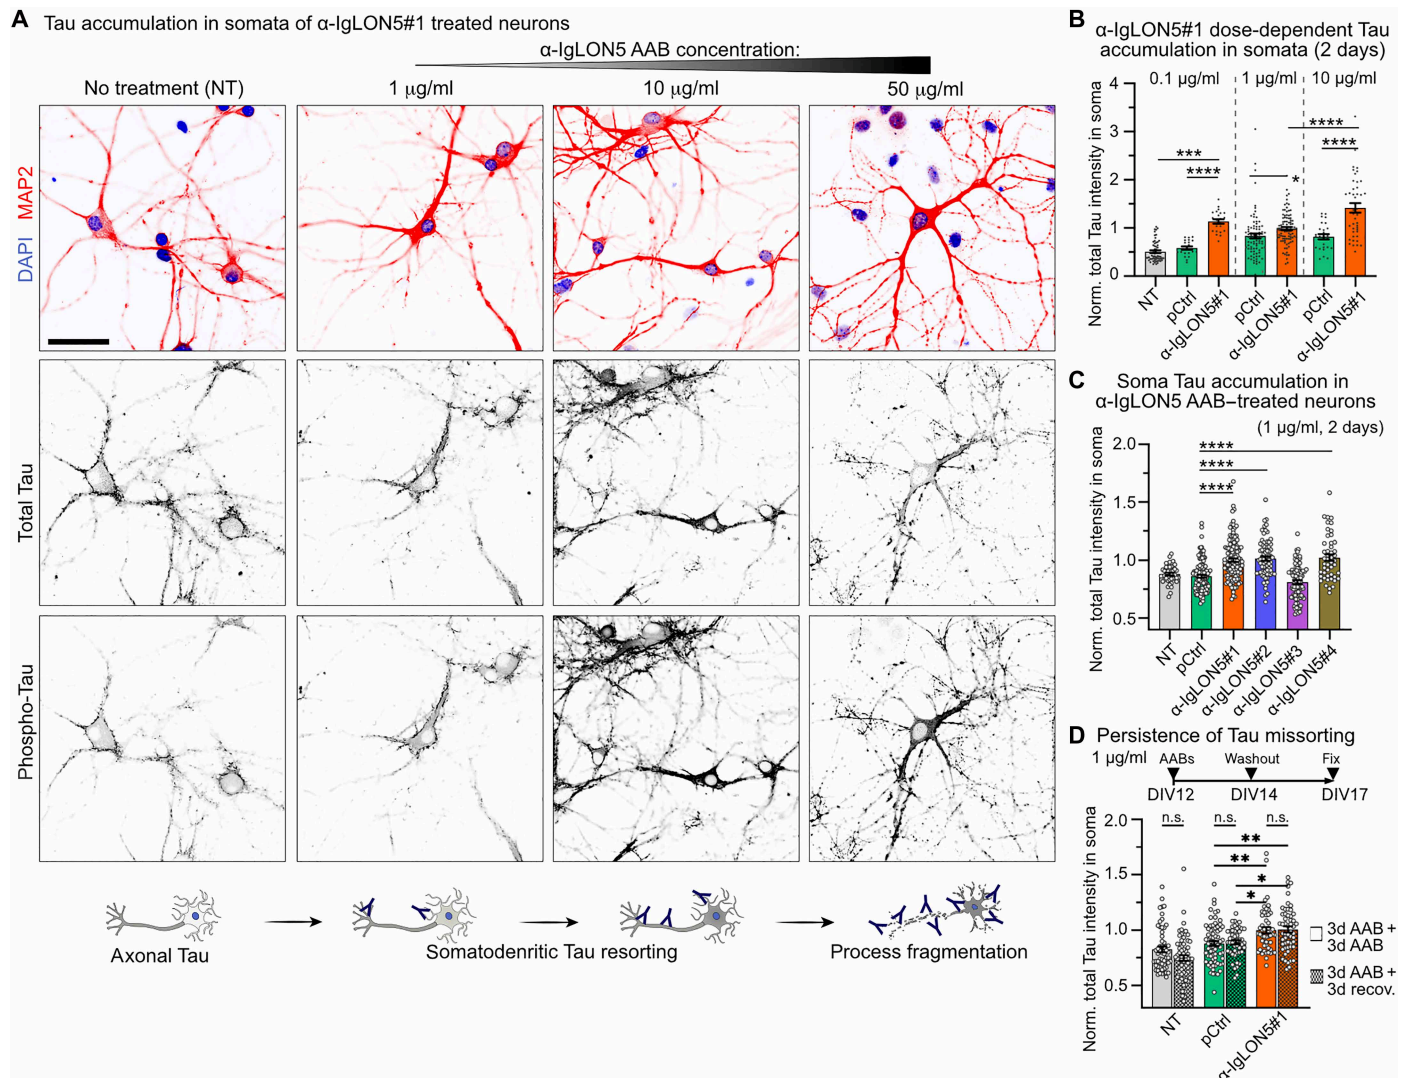 A Tau accumulation in somata of α-IgLON5#1 treated neurons
α-IgLON5 AAB concentration:
No treatment (NT) 1 µg/ml 10 µg/ml 50 µg/ml
DAPI MAP2
Total Tau
Phospho-Tau
Axonal Tau
Somatodenritic Tau resorting
Process fragmentation
B α-IgLON5#1 dose-dependent Tau
accumulation in somata (2 days)
0.1 µg/ml 1 µg/ml 10 µg/ml
Norm. total Tau intensity in soma
4
3
2
1
0
*** **** * **** ****
NT pCtrl α-IgLON5#1 pCtrl α-IgLON5#1 pCtrl α-IgLON5#1
C Soma Tau accumulation in
α-IgLON5 AAB–treated neurons
(1 µg/ml, 2 days)
Norm. total Tau intensity in soma
2.0
1.5
1.0
0.5
****
****
****
NT pCtrl α-IgLON5#1 α-IgLON5#2 α-IgLON5#3 α-IgLON5#4
D Persistence of Tau missorting
1 µg/ml AABs Washout Fix
DIV12 DIV14 DIV17
Norm. total Tau intensity in soma
2.0
1.5
1.0
0.5
n.s. n.s. n.s.
**
**
*
*
NT pCtrl α-IgLON5#1
3d AAB +
3d AAB
3d AAB +
3d recov.